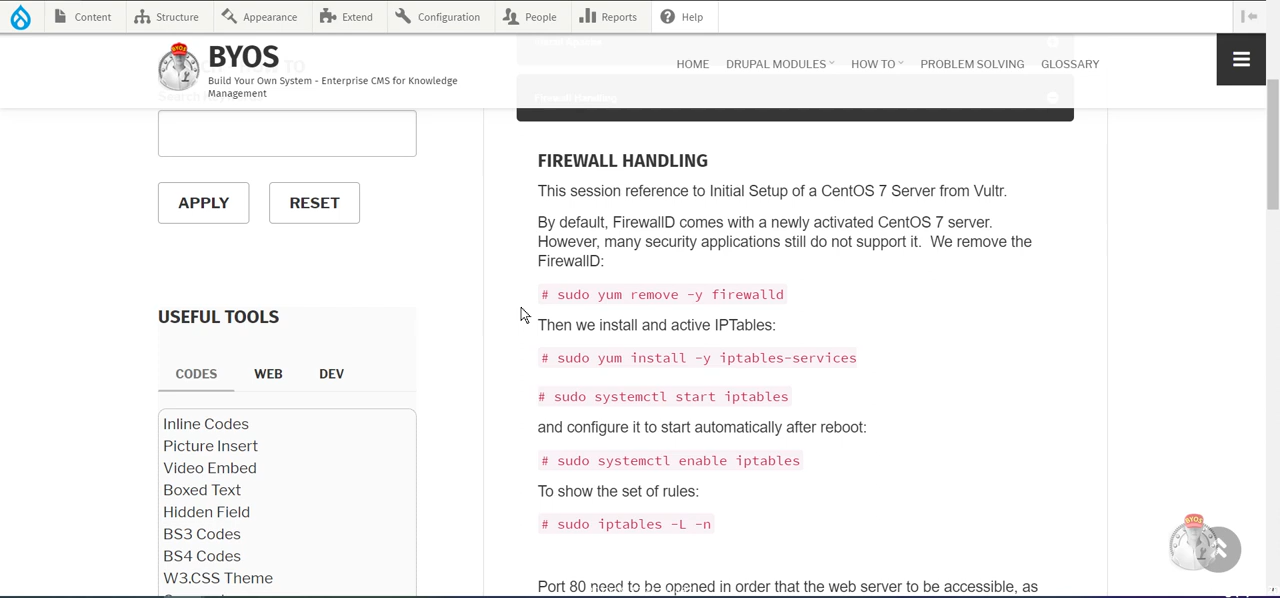 Content
Structure
Appearance
Extend
Configuration
People
Reports
Help
BYOS
BYOS
Build Your Own System - Enterprise CMS for Knowledge
Management
HOME
DRUPAL MODULES
HOW TO
PROBLEM SOLVING
GLOSSARY
Firewall Handling
APPLY
RESET
USEFUL TOOLS
CODES
WEB
DEV
Inline Codes
Picture Insert
Video Embed
Boxed Text
Hidden Field
BS3 Codes
BS4 Codes
W3.CSS Theme
FIREWALL HANDLING
This session reference to Initial Setup of a CentOS 7 Server from Vultr.
By default, FirewallD comes with a newly activated CentOS 7 server.
However, many security applications still do not support it.  We remove the
FirewallD:
# sudo yum remove -y firewalld
Then we install and active IPTables:
# sudo yum install -y iptables-services
# sudo systemctl start iptables
and configure it to start automatically after reboot:
# sudo systemctl enable iptables
To show the set of rules:
# sudo iptables -L -n
Port 80 need to be opened in order that the web server to be accessible, as
BYOS